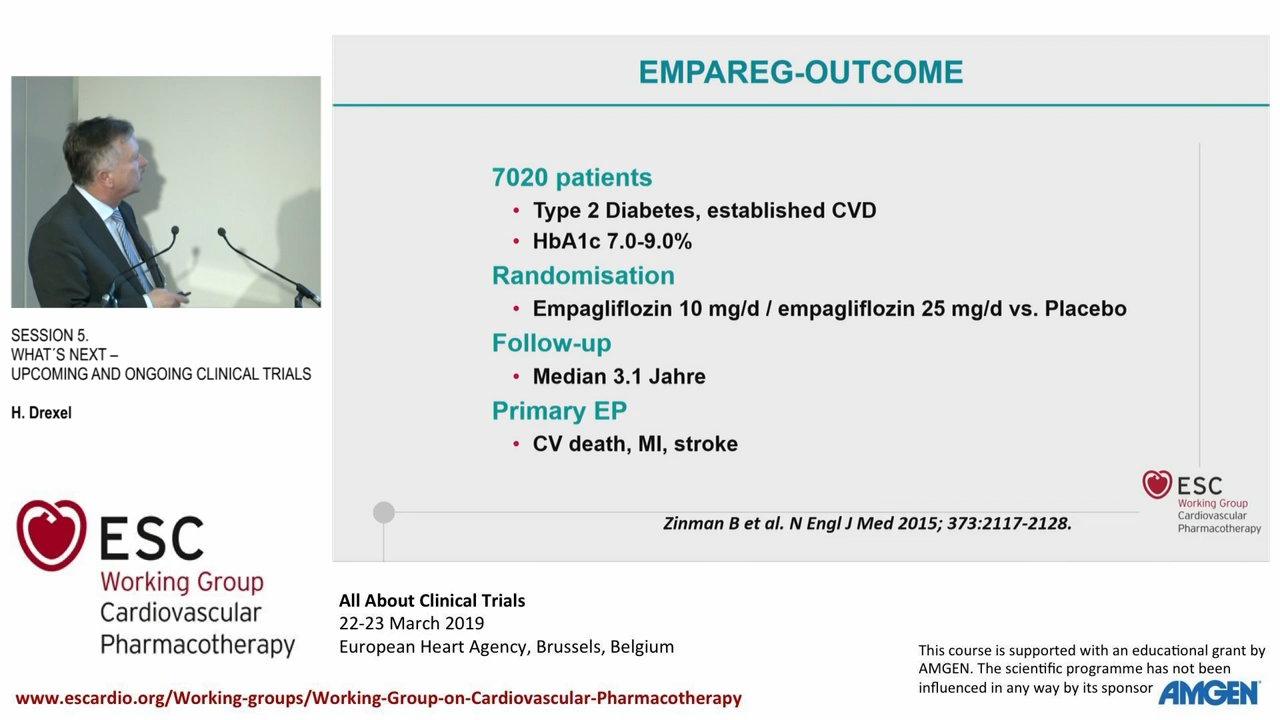 EMPAREG-OUTCOME
7020 patients
• Type 2 Diabetes, established CVD
• HbA1c 7.0-9.0%
Randomisation
• Empagliflozin 10 mg/d / empagliflozin 25 mg/d vs. Placebo
Follow-up
• Median 3.1 Jahre
Primary EP
• CV death, MI, stroke
Zinman B et al. N Engl J Med 2015; 373:2117-2128.
ESC
Working Group
Cardiovascular
Pharmacotherapy
SESSION 5.
WHAT´S NEXT –
UPCOMING AND ONGOING CLINICAL TRIALS
H. Drexel
ESC
Working Group
Cardiovascular
Pharmacotherapy
All About Clinical Trials
22-23 March 2019
European Heart Agency, Brussels, Belgium
This course is supported with an educational grant by
AMGEN. The scientific programme has not been
influenced in any way by its sponsor AMGEN®
www.escardio.org/Working-groups/Working-Group-on-Cardiovascular-Pharmacotherapy